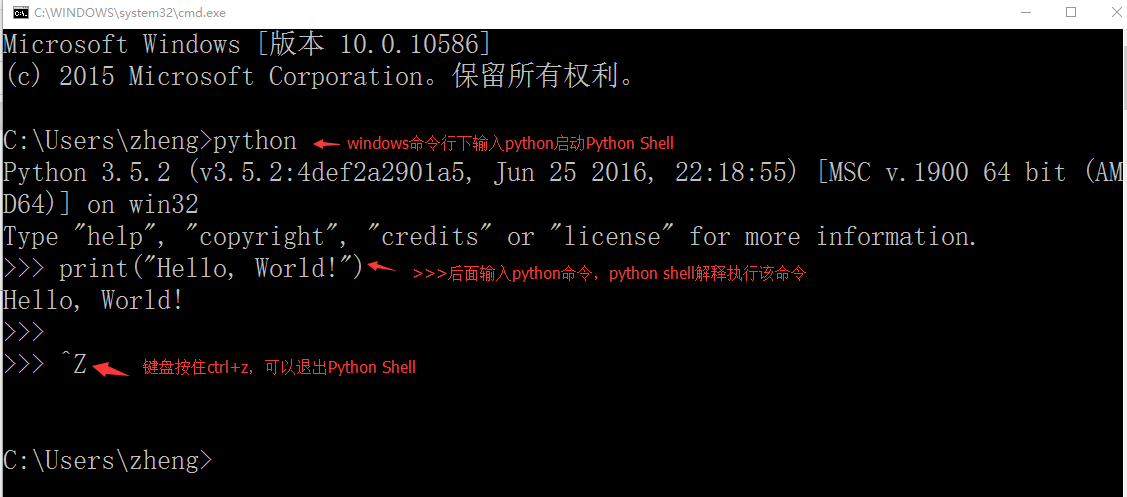 C:\WINDOWS\system32\cmd.exe
Microsoft Windows [版本 10.0.10586]
(c) 2015 Microsoft Corporation。保留所有权利。
C:\Users\zheng>python
windows命令行下输入python启动Python Shell
Python 3.5.2 (v3.5.2:4def2a2901a5, Jun 25 2016, 22:18:55) [MSC v.1900 64 bit (AM
D64)] on win32
Type "help", "copyright", "credits" or "license" for more information.
>>> print("Hello, World!")
>>>后面输入python命令，python shell解释执行该命令
Hello, World!
>>>
>>> ^Z
键盘按住ctrl+z，可以退出Python Shell
C:\Users\zheng>